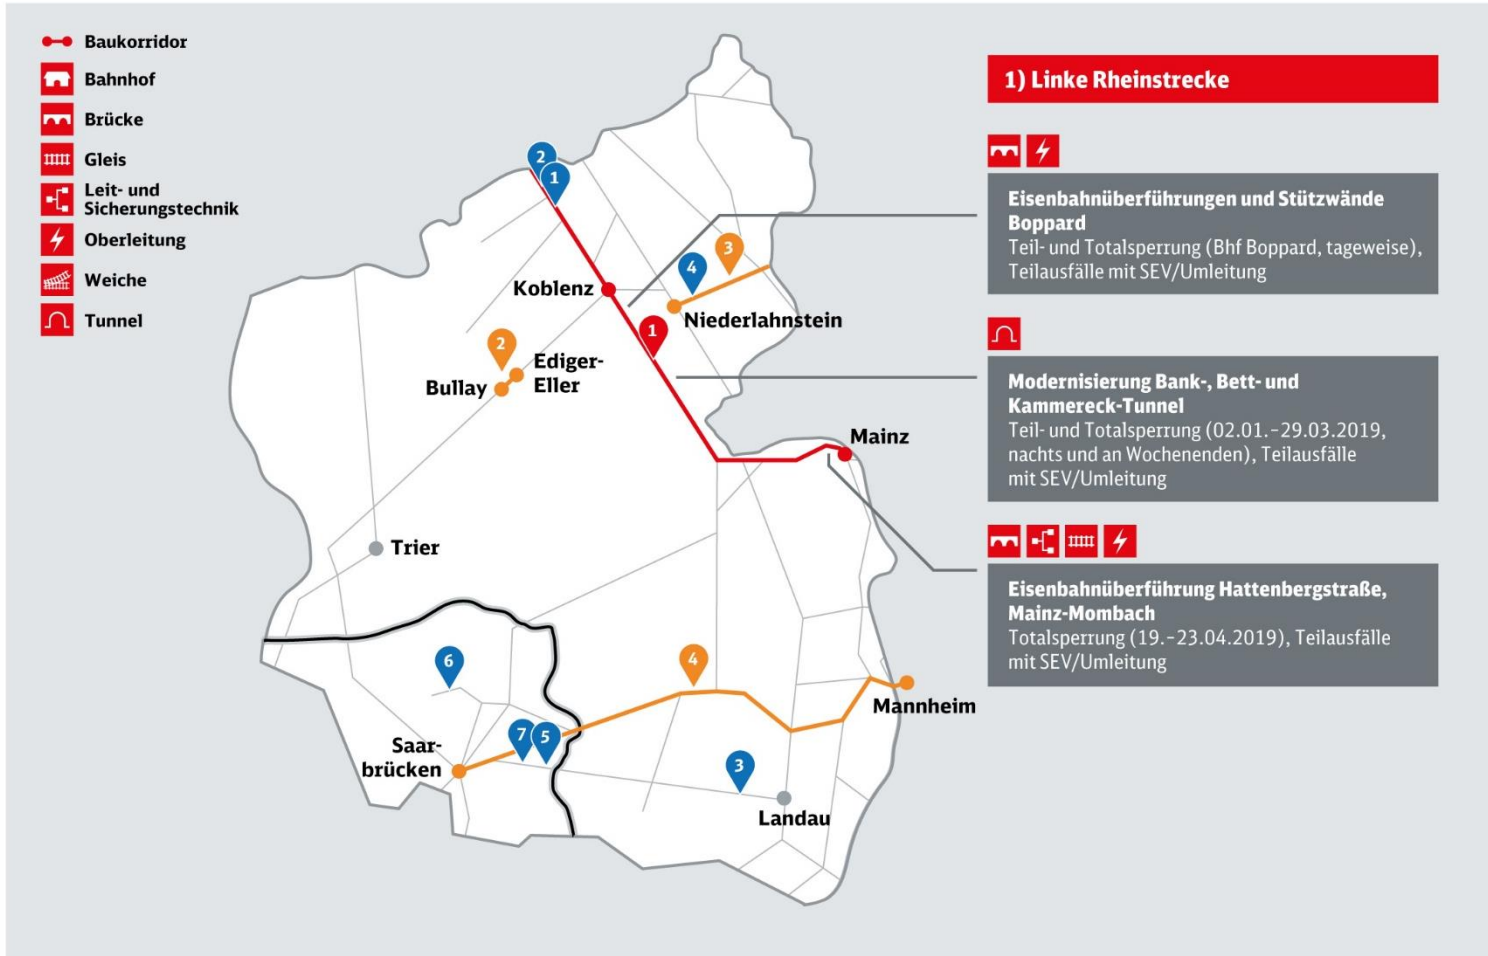 Baukorridor
Bahnhof
Brücke
Gleis
Leit- und
Sicherungstechnik
Oberleitung
Weiche
Tunnel
2
1
Koblenz
3
4
Niederlahnstein
1
2
Ediger-
Eller
Bullay
Mainz
Trier
6
4
Mannheim
7
5
Saar-
brücken
3
Landau
1) Linke Rheinstrecke
Eisenbahnüberführungen und Stützwände
Boppard
Teil- und Totalsperrung (Bhf Boppard, tageweise),
Teilausfälle mit SEV/Umleitung
Modernisierung Bank-, Bett- und
Kammereck-Tunnel
Teil- und Totalsperrung (02.01.–29.03.2019,
nachts und an Wochenenden), Teilausfälle
mit SEV/Umleitung
Eisenbahnüberführung Hattenbergstraße,
Mainz-Mombach
Totalsperrung (19.–23.04.2019), Teilausfälle
mit SEV/Umleitung